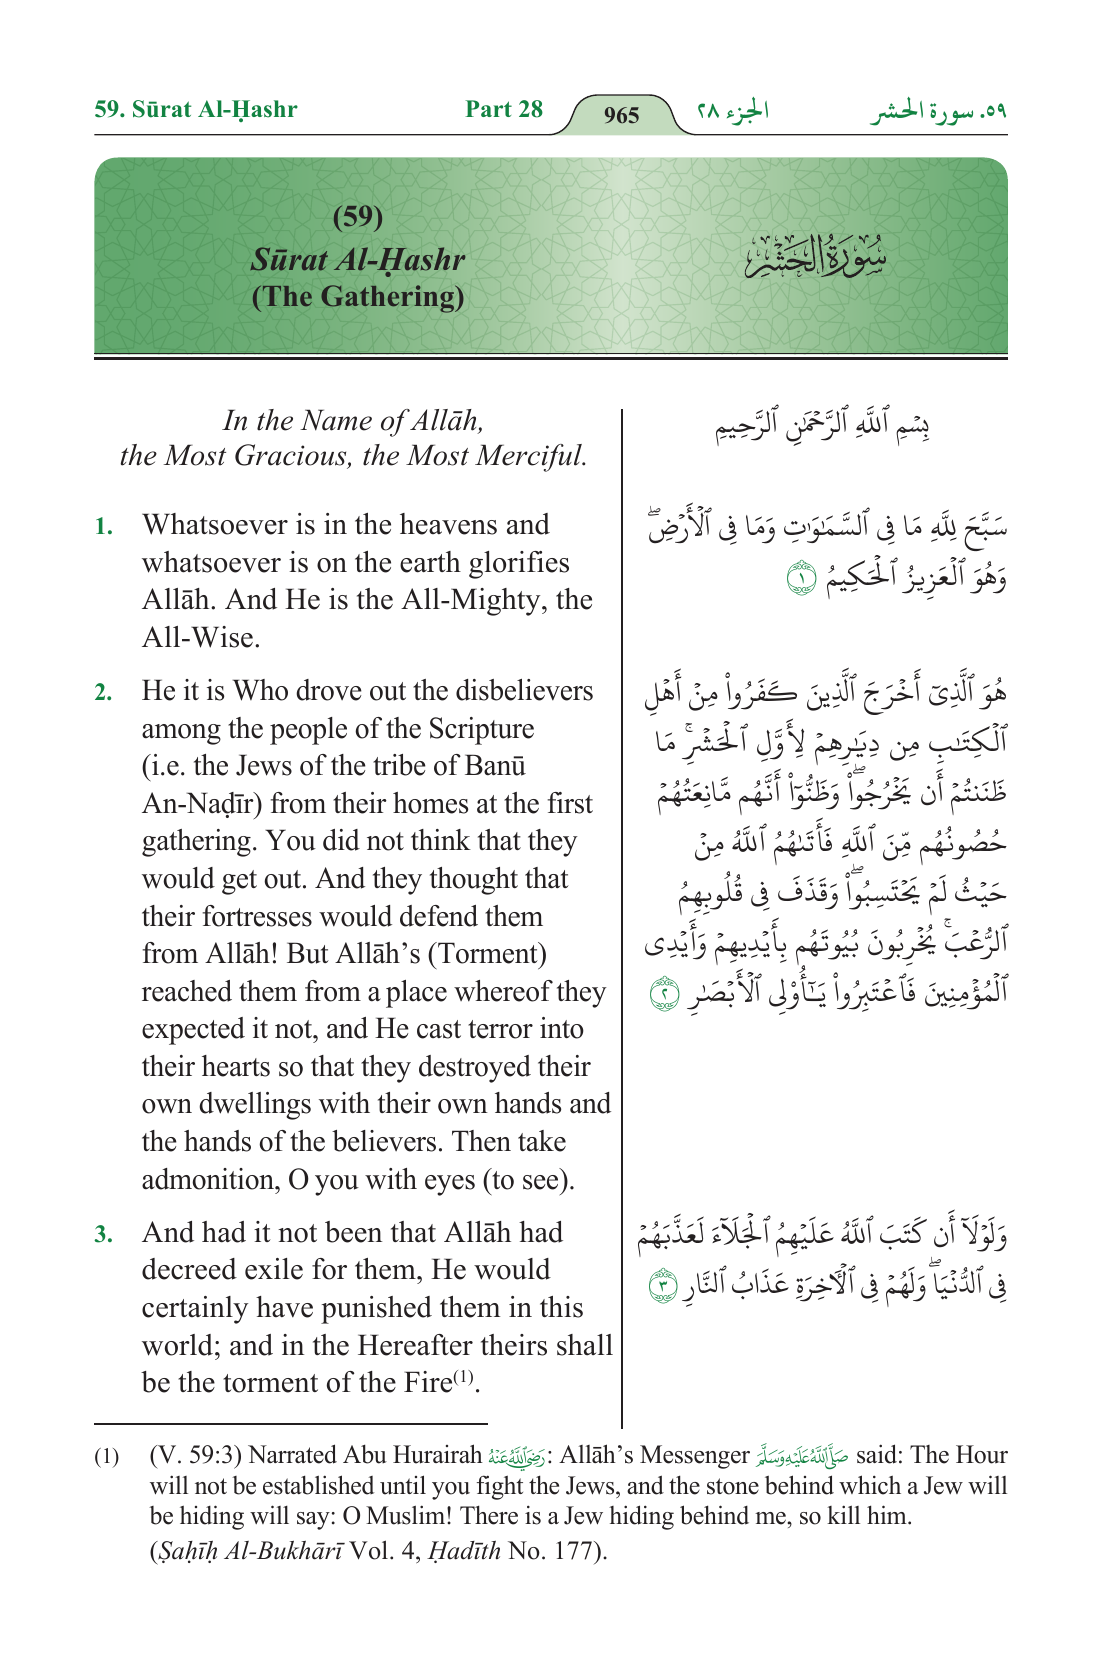 59. Sūrat Al-Ḥashr Part 28 965 الجزء ٢٨ ٥٩. سورة الحشر
(59)
Sūrat Al-Ḥashr
(The Gathering)
سُورَةُ الحَشْرِ
In the Name of Allāh,
the Most Gracious, the Most Merciful.
1. Whatsoever is in the heavens and
whatsoever is on the earth glorifies
Allāh. And He is the All-Mighty, the
All-Wise.
2. He it is Who drove out the disbelievers
among the people of the Scripture
(i.e. the Jews of the tribe of Banū
An-Naḍīr) from their homes at the first
gathering. You did not think that they
would get out. And they thought that
their fortresses would defend them
from Allāh! But Allāh’s (Torment)
reached them from a place whereof they
expected it not, and He cast terror into
their hearts so that they destroyed their
own dwellings with their own hands and
the hands of the believers. Then take
admonition, O you with eyes (to see).
3. And had it not been that Allāh had
decreed exile for them, He would
certainly have punished them in this
world; and in the Hereafter theirs shall
be the torment of the Fire(1).
بِسۡمِ ٱللَّهِ ٱلرَّحۡمَٰنِ ٱلرَّحِيمِ
سَبَّحَ لِلَّهِ مَا فِي ٱلسَّمَٰوَٰتِ وَمَا فِي ٱلۡأَرۡضِۖ
وَهُوَ ٱلۡعَزِيزُ ٱلۡحَكِيمُ ١
هُوَ ٱلَّذِيٓ أَخۡرَجَ ٱلَّذِينَ كَفَرُواْ مِنۡ أَهۡلِ
ٱلۡكِتَٰبِ مِن دِيَٰرِهِمۡ لِأَوَّلِ ٱلۡحَشۡرِۚ مَا
ظَنَنتُمۡ أَن يَخۡرُجُواْۖ وَظَنُّوٓاْ أَنَّهُم مَّانِعَتُهُمۡ
حُصُونُهُم مِّنَ ٱللَّهِ فَأَتَىٰهُمُ ٱللَّهُ مِنۡ
حَيۡثُ لَمۡ يَحۡتَسِبُواْۖ وَقَذَفَ فِي قُلُوبِهِمُ
ٱلرُّعۡبَۚ يُخۡرِبُونَ بُيُوتَهُم بِأَيۡدِيهِمۡ وَأَيۡدِي
ٱلۡمُؤۡمِنِينَ فَٱعۡتَبِرُواْ يَٰٓأُوْلِي ٱلۡأَبۡصَٰرِ ٢
وَلَوۡلَآ أَن كَتَبَ ٱللَّهُ عَلَيۡهِمُ ٱلۡجَلَآءَ لَعَذَّبَهُمۡ
فِي ٱلدُّنۡيَاۖ وَلَهُمۡ فِي ٱلۡأٓخِرَةِ عَذَابُ ٱلنَّارِ ٣
(1) (V. 59:3) Narrated Abu Hurairah رَضِيَ اللَّهُ عَنْهُ: Allāh’s Messenger صَلَّى اللَّهُ عَلَيْهِ وَسَلَّمَ said: The Hour
will not be established until you fight the Jews, and the stone behind which a Jew will
be hiding will say: O Muslim! There is a Jew hiding behind me, so kill him.
(Ṣaḥīḥ Al-Bukhārī Vol. 4, Ḥadīth No. 177).